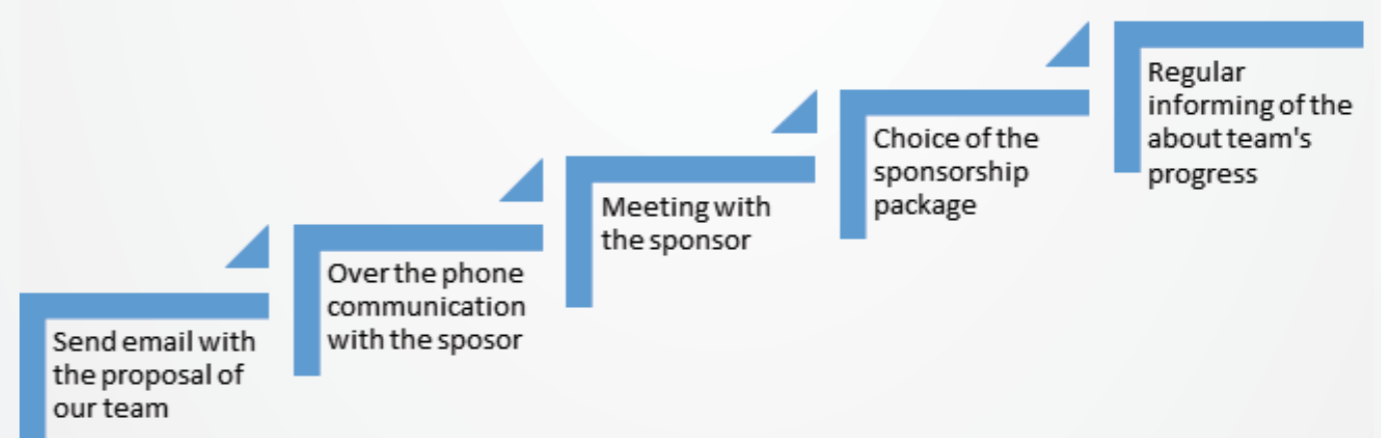 Send email with
the proposal of
our team
Over the phone
communication
with the sposor
Meeting with
the sponsor
Choice of the
sponsorship
package
Regular
informing of the
about team's
progress